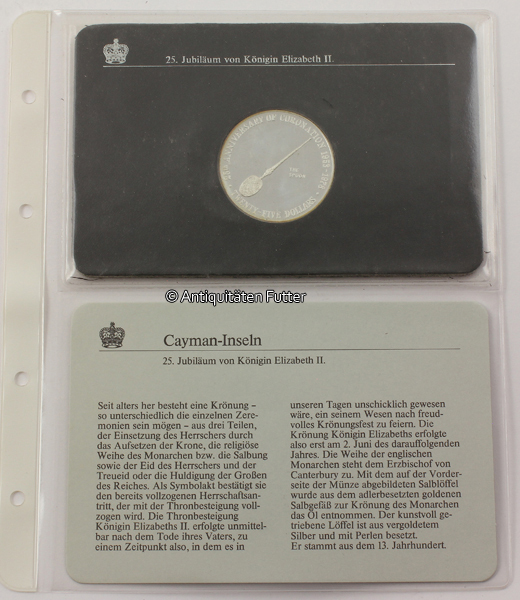 25. Jubiläum von Königin Elizabeth II.
25th ANNIVERSARY OF CORONATION 1953-1978
THE SPOON
TWENTY-FIVE DOLLARS
© Antiquitäten Futter
Cayman-Inseln
25. Jubiläum von Königin Elizabeth II.
Seit alters her besteht eine Krönung –
so unterschiedlich die einzelnen Zere-
monien sein mögen – aus drei Teilen,
der Einsetzung des Herrschers durch
das Aufsetzen der Krone, die religiöse
Weihe des Monarchen bzw. die Salbung
sowie der Eid des Herrschers und der
Treueid oder die Huldigung der Großen
des Reiches. Als Symbolakt bestätigt sie
den bereits vollzogenen Herrschaftsan-
tritt, der mit der Thronbesteigung voll-
zogen wird. Die Thronbesteigung
Königin Elizabeths II. erfolgte unmittel-
bar nach dem Tode ihres Vaters, zu
einem Zeitpunkt also, in dem es in
unseren Tagen unschicklich gewesen
wäre, ein seinem Wesen nach freud-
volles Krönungsfest zu feiern. Die
Krönung Königin Elizabeths erfolgte
also erst am 2. Juni des darauffolgenden
Jahres. Die Weihe der englischen
Monarchen steht dem Erzbischof von
Canterbury zu. Mit dem auf der Vorder-
seite der Münze abgebildeten Salblöffel
wurde aus dem adlerbesetzten goldenen
Salbgefäß zur Krönung des Monarchen
das Öl entnommen. Der kunstvoll ge-
triebene Löffel ist aus vergoldetem
Silber und mit Perlen besetzt.
Er stammt aus dem 13. Jahrhundert.